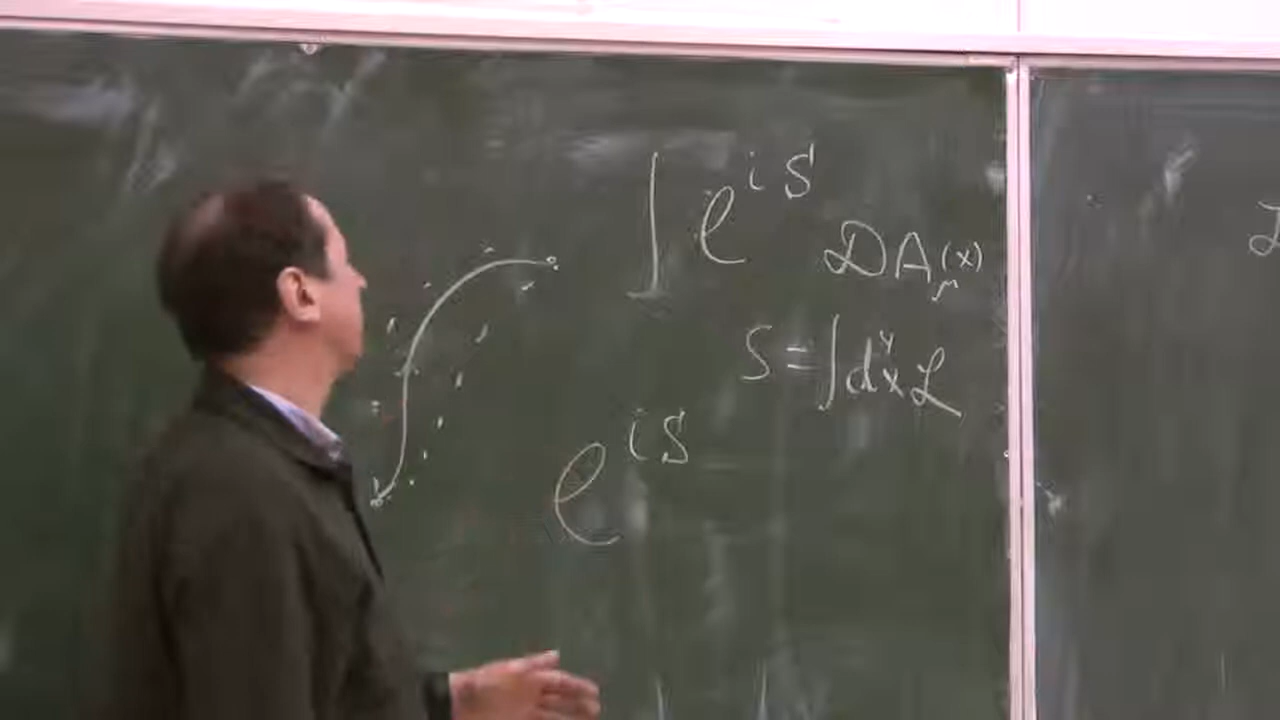 ∫ e^{iS} DA_μ(x)
S = ∫ d⁴x ℒ
e^{iS}